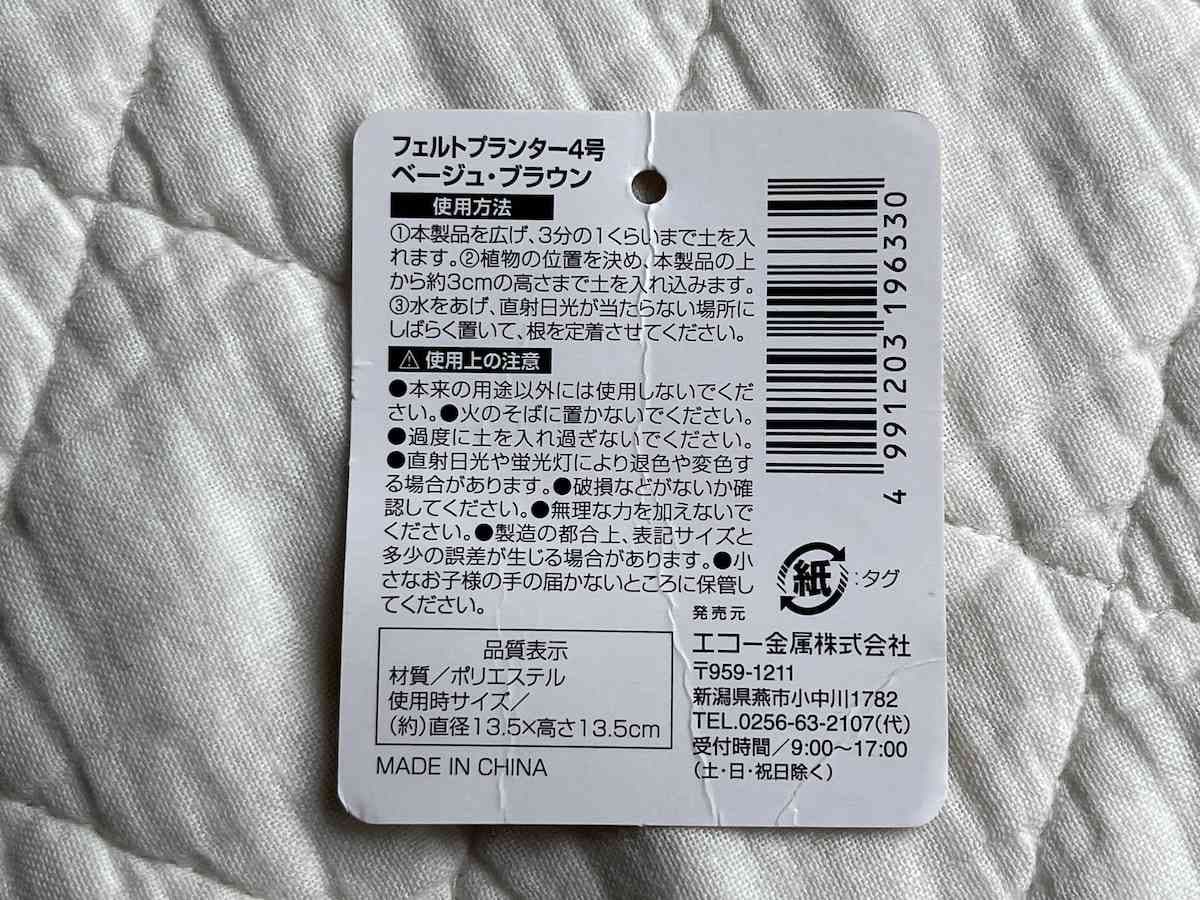 フェルトプランター4号
ベージュ・ブラウン
使用方法
①本製品を広げ、3分の1くらいまで土を入
れます。②植物の位置を決め、本製品の上
から約3cmの高さまで土を入れ込みます。
③水をあげ、直射日光が当たらない場所に
しばらく置いて、根を定着させてください。
⚠使用上の注意
●本来の用途以外には使用しないでくだ
さい。●火のそばに置かないでください。
●過度に土を入れ過ぎないでください。
●直射日光や蛍光灯により退色や変色す
る場合があります。●破損などがないか確
認してください。●無理な力を加えないで
ください。●製造の都合上、表記サイズと
多少の誤差が生じる場合があります。●小
さなお子様の手の届かないところに保管し
てください。
品質表示
材質／ポリエステル
使用時サイズ／
(約)直径13.5×高さ13.5cm
MADE IN CHINA
4 991203 196330
紙:タグ
発売元
エコー金属株式会社
〒959-1211
新潟県燕市小中川1782
TEL.0256-63-2107(代)
受付時間／9:00〜17:00
(土・日・祝日除く)